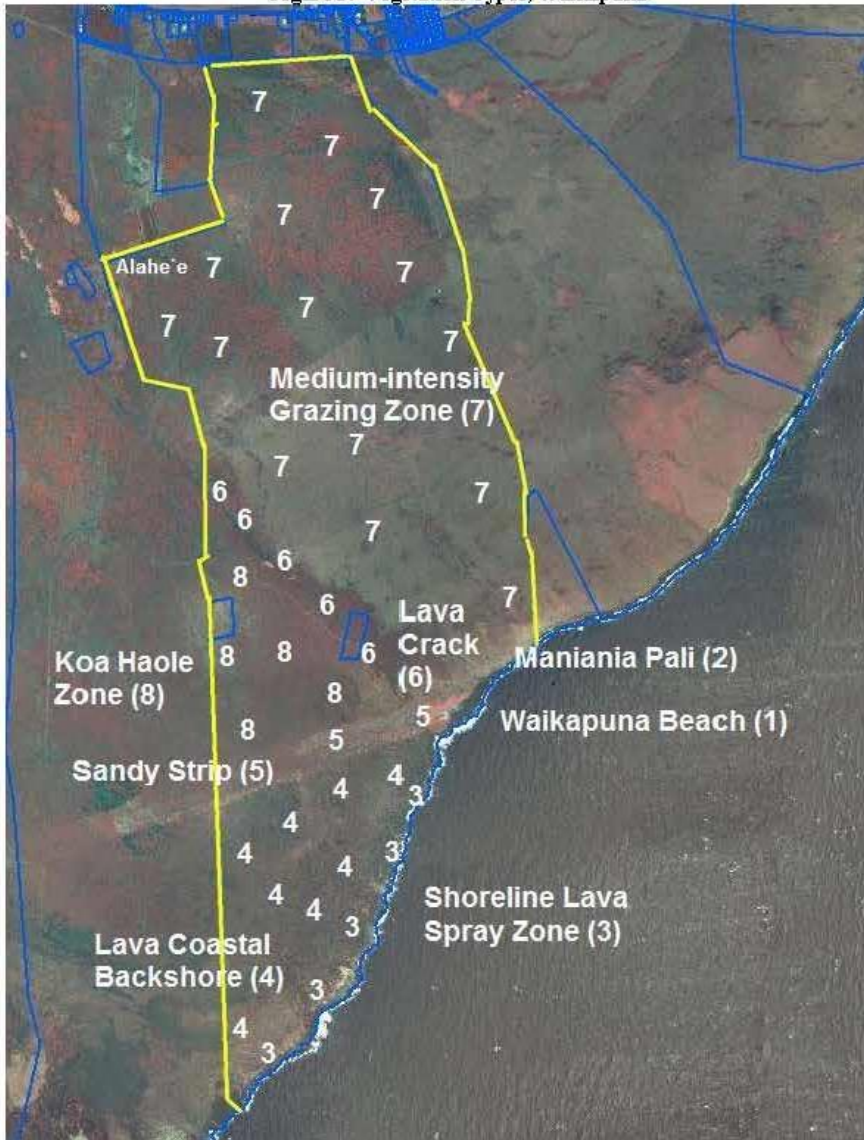 7
7
7
7
Alahe`e
7
7
7
7
7
7
Medium-intensity
Grazing Zone (7)
7
7
6
7
6
7
6
8
7
6
Lava
Crack
(6)
Koa Haole
Zone (8)
8
8
6
Maniania Pali (2)
8
5
Waikapuna Beach (1)
8
5
Sandy Strip (5)
4
4
3
4
4
3
4
4
4
3
Shoreline Lava
Spray Zone (3)
Lava Coastal
Backshore (4)
3
4
3